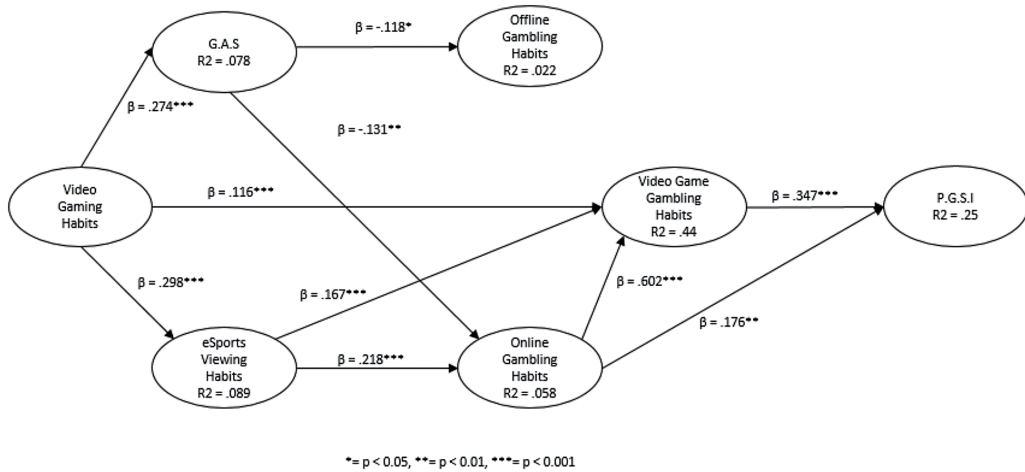 G.A.S
R2 = .078
β = -.118*
Offline
Gambling
Habits
R2 = .022
β = .274***
β = -.131**
Video
Gaming
Habits
β = .116***
Video Game
Gambling
Habits
R2 = .44
β = .347***
P.G.S.I
R2 = .25
β = .298***
β = .167***
β = .602***
β = .176**
eSports
Viewing
Habits
R2 = .089
β = .218***
Online
Gambling
Habits
R2 = .058
*= p < 0.05, **= p < 0.01, ***= p < 0.001